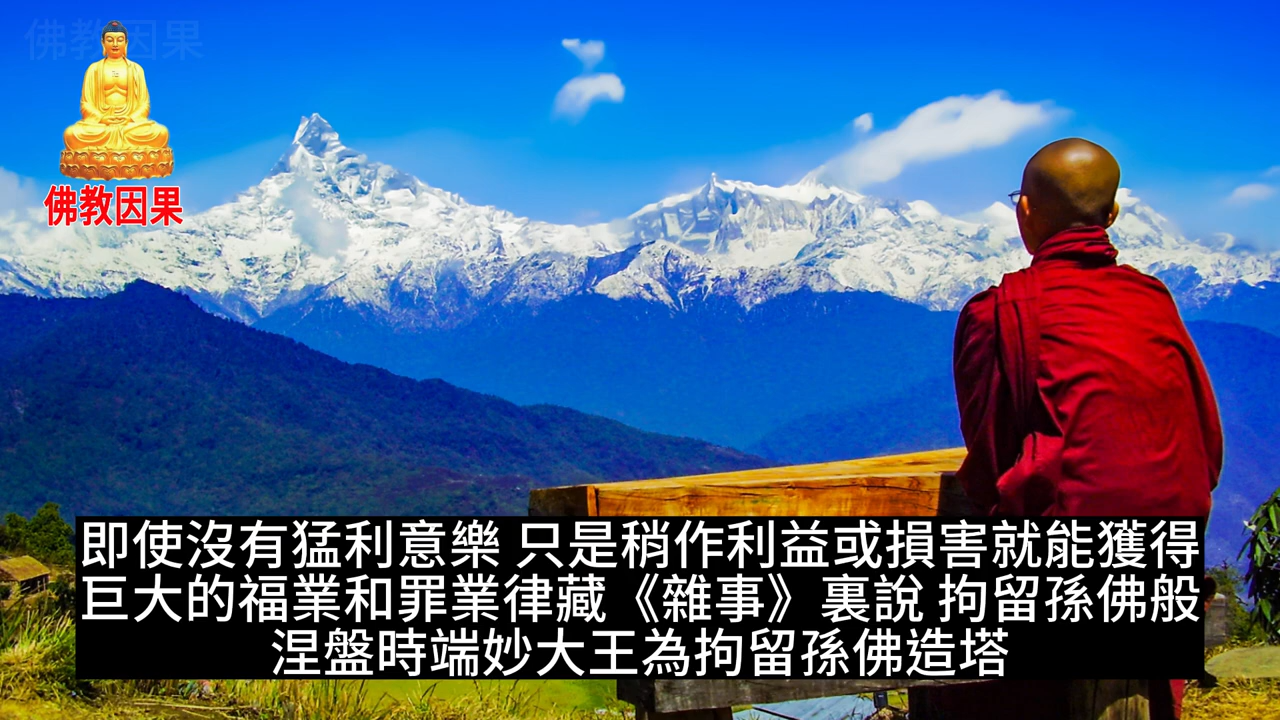 佛教因果
佛教因果
即使沒有猛利意樂 只是稍作利益或損害就能獲得
巨大的福業和罪業律藏《雜事》裏說 拘留孫佛般
涅盤時端妙大王為拘留孫佛造塔